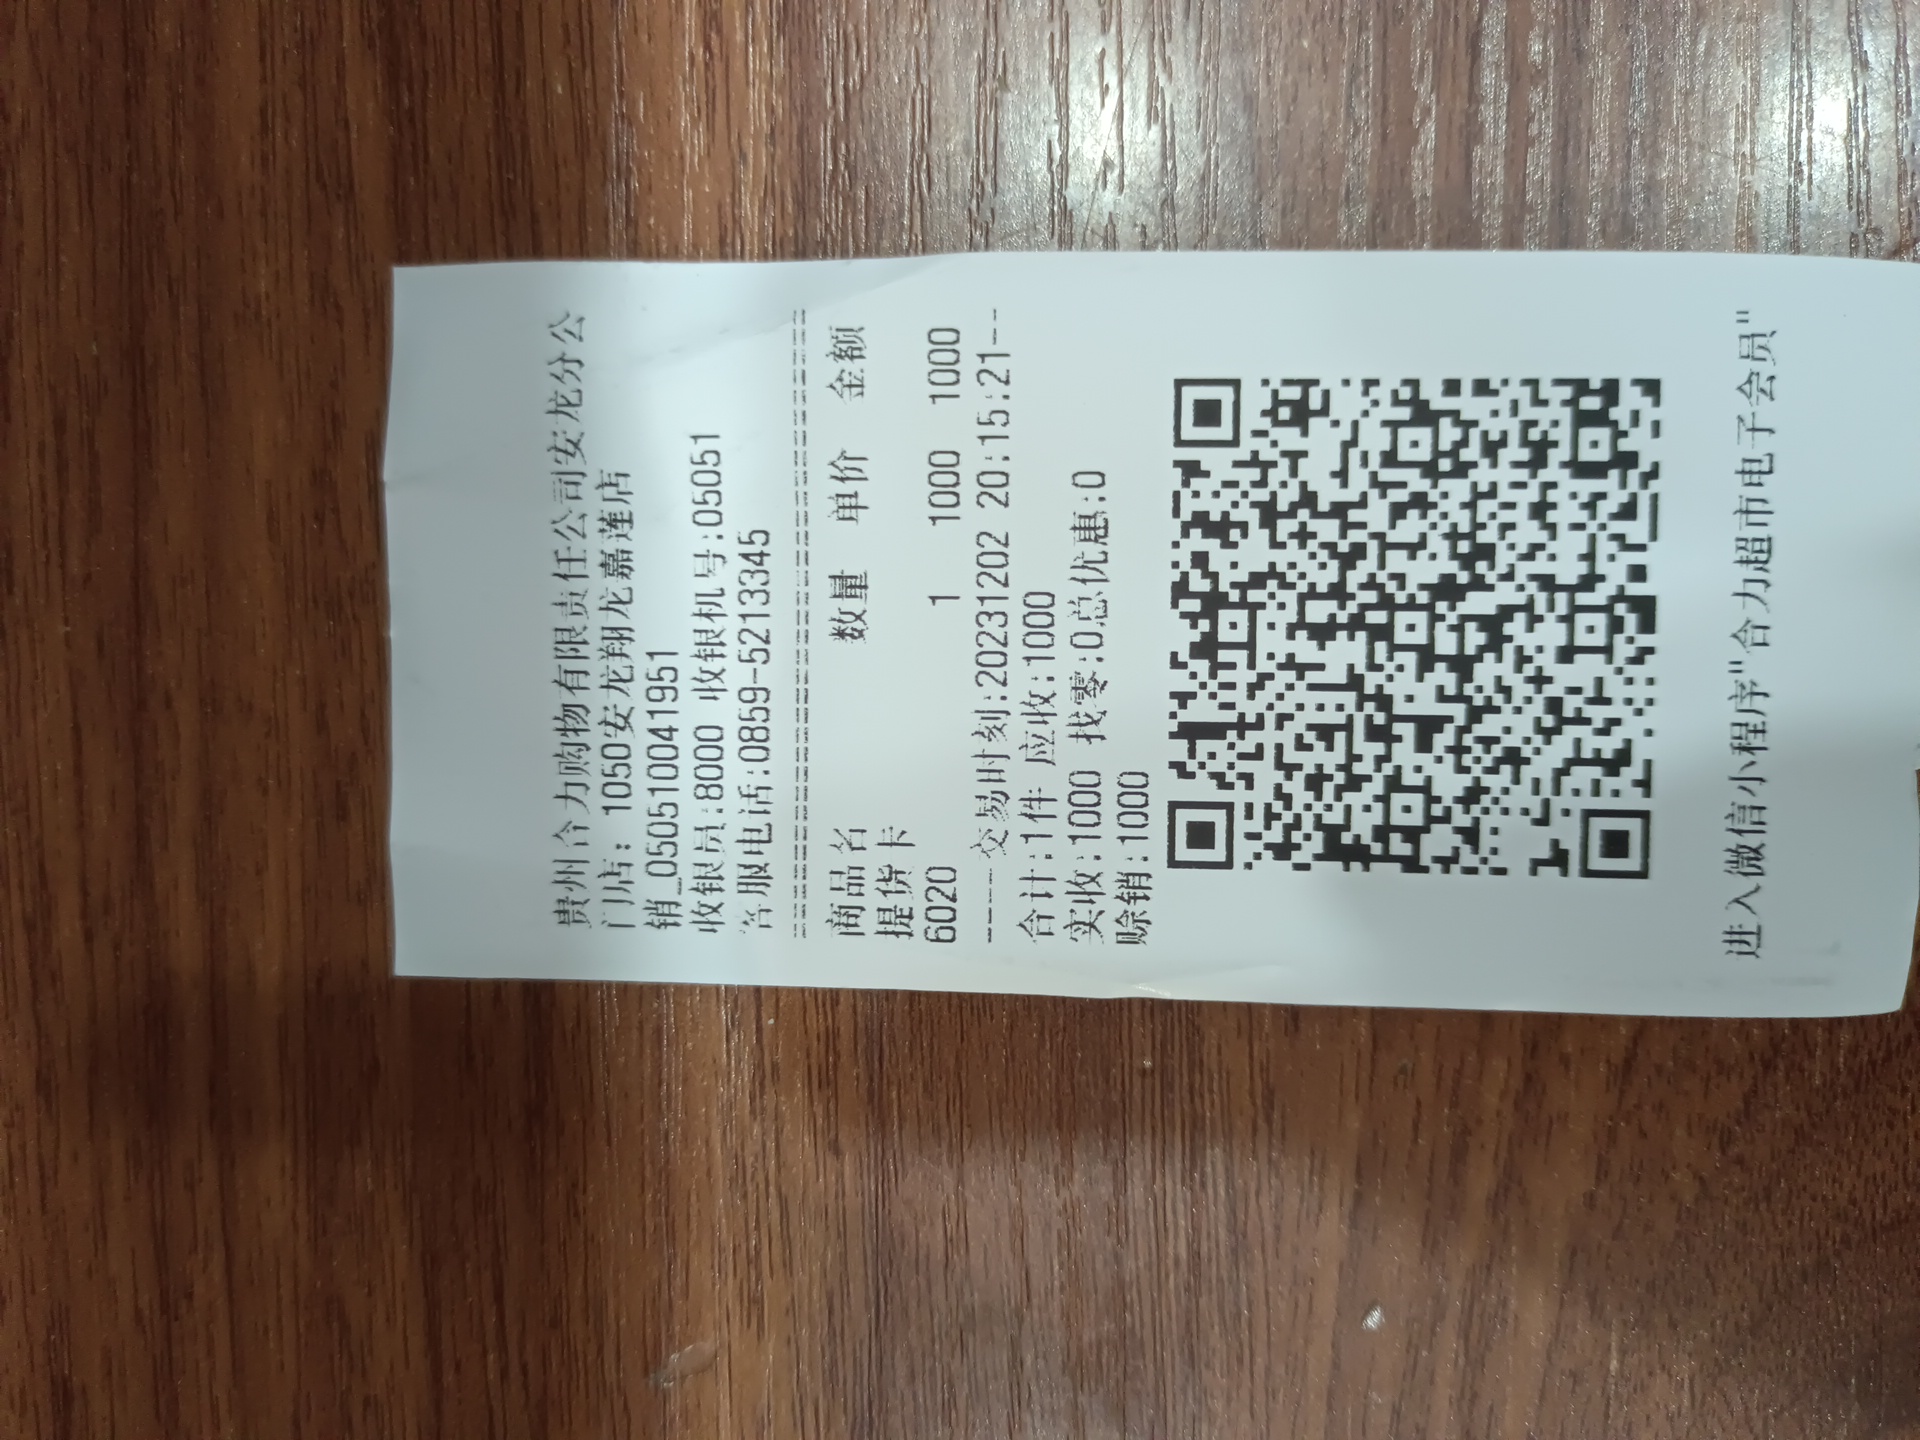 贵州合力购物有限责任公司安龙分公
门店: 1050安龙翔龙嘉莲店
销_050510041951
收银员:8000 收银机号:05051
客服电话:0859-5213345
商品名 数量 单价 金额
提货卡
6020 1 1000 1000
-----交易时刻:20231202 20:15:21--
合计:1件 应收:1000
实收:1000 找零:0总优惠:0
赊销:1000
进入微信小程序"合力超市电子会员"